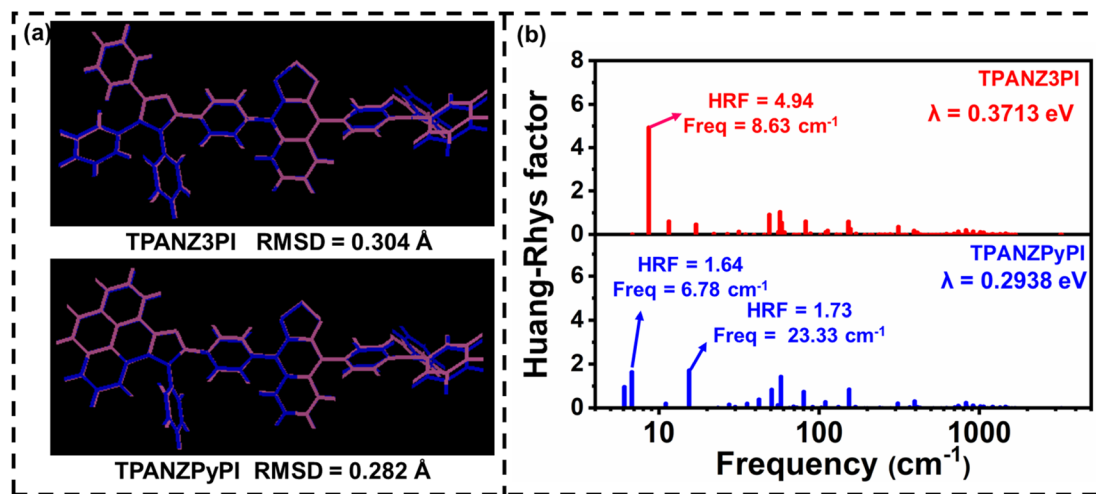 (a)
TPANZ3PI RMSD = 0.304 Å
TPANZPyPI RMSD = 0.282 Å
(b)
Huang-Rhys factor
8
6
4
2
0
TPANZ3PI
λ = 0.3713 eV
HRF = 4.94
Freq = 8.63 cm⁻¹
6
4
2
0
TPANZPyPI
λ = 0.2938 eV
HRF = 1.64
Freq = 6.78 cm⁻¹
HRF = 1.73
Freq = 23.33 cm⁻¹
10 100 1000
Frequency (cm⁻¹)